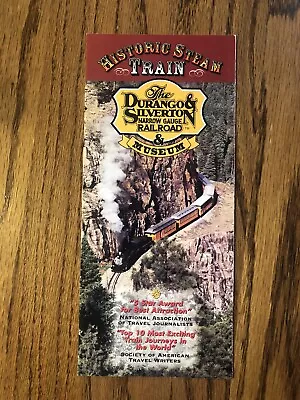 HISTORIC STEAM
TRAIN
The
DURANGO &
SILVERTON
NARROW GAUGE
RAILROAD™
&
MUSEUM
"5 Star Award
for Best Attraction"
NATIONAL ASSOCIATION
OF TRAVEL JOURNALISTS
"Top 10 Most Exciting
Train Journeys in
the World"
SOCIETY OF AMERICAN
TRAVEL WRITERS